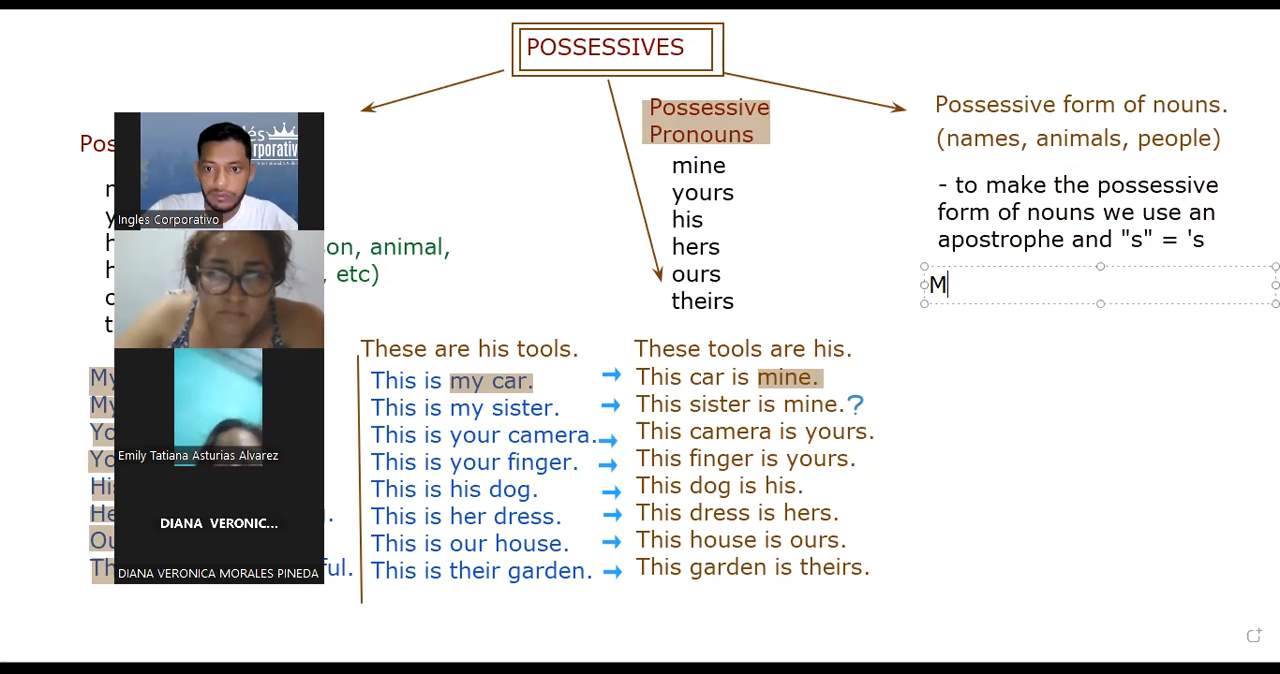 POSSESSIVES
Possessive
Pronouns
mine
yours
his
hers
ours
theirs
Possessive form of nouns.
(names, animals, people)
- to make the possessive
form of nouns we use an
apostrophe and "s" = 's
M
animal,
, etc)
These are his tools.
This is my car.
This is my sister.
This is your camera.
This is your finger.
This is his dog.
This is her dress.
This is our house.
This is their garden.
These tools are his.
This car is mine.
This sister is mine.?
This camera is yours.
This finger is yours.
This dog is his.
This dress is hers.
This house is ours.
This garden is theirs.
Ingles Corporativo
Emily Tatiana Asturias Alvarez
DIANA VERONIC...
DIANA VERONICA MORALES PINEDA